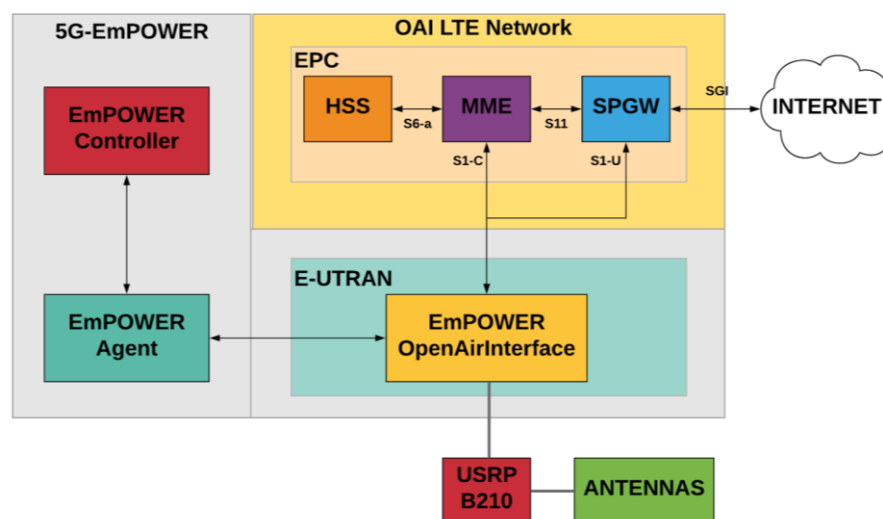 5G-EmPOWER
OAI LTE Network
EPC
HSS
MME
SPGW
S6-a
S11
SGI
INTERNET
S1-C
S1-U
EmPOWER
Controller
E-UTRAN
EmPOWER
Agent
EmPOWER
OpenAirInterface
USRP
B210
ANTENNAS